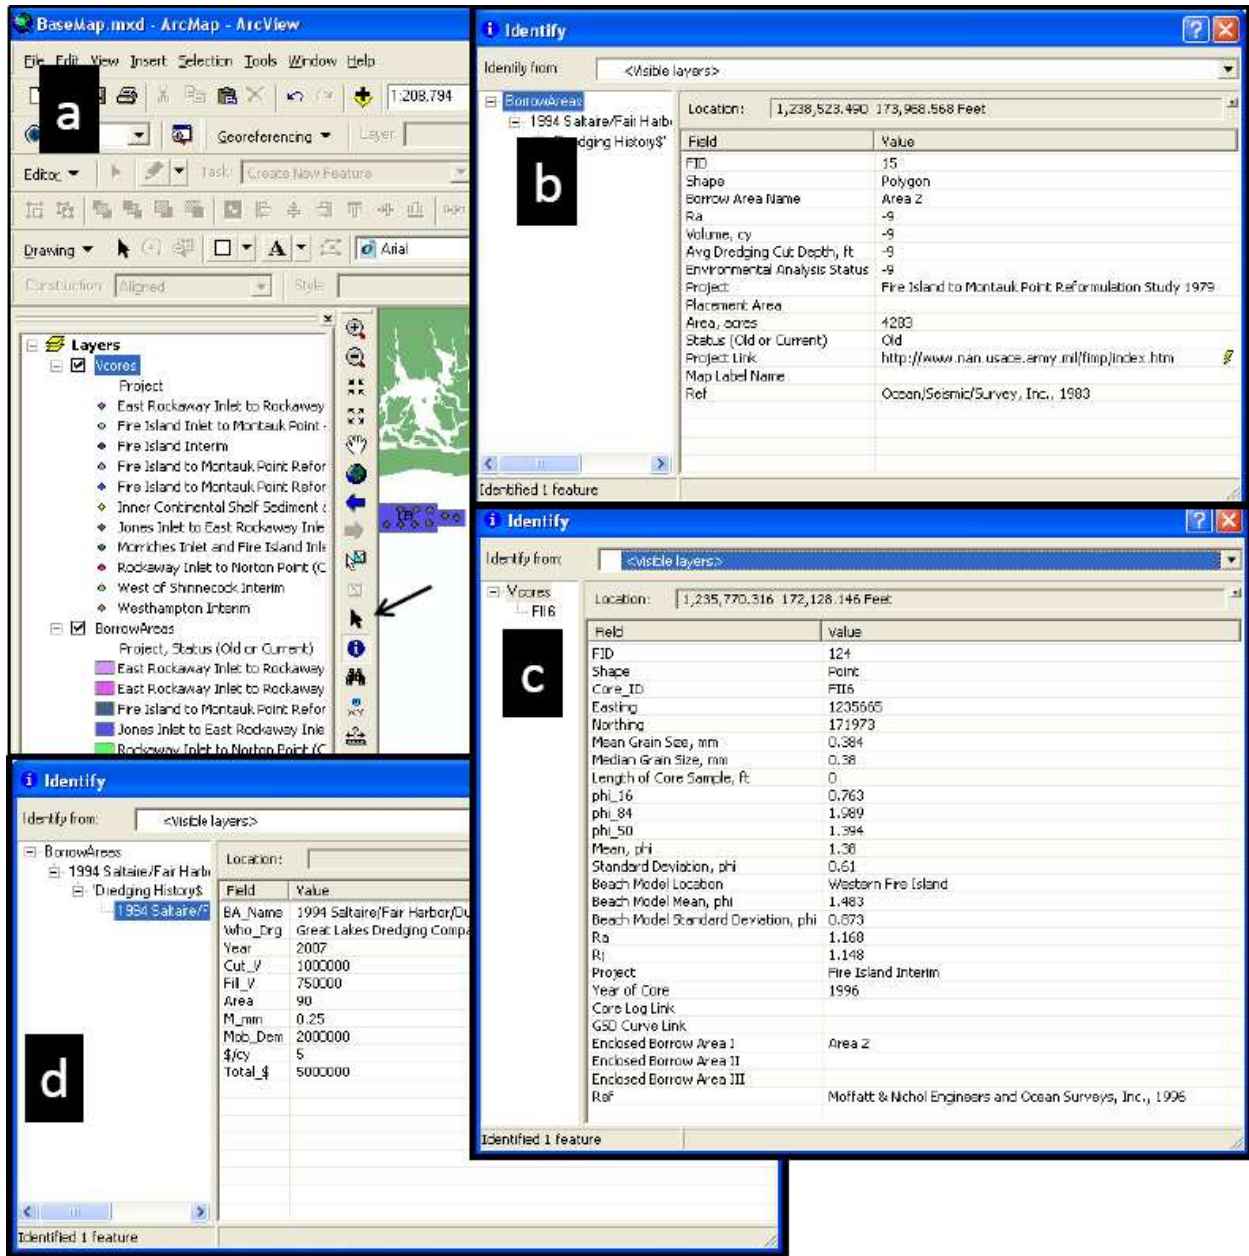 BaseMap.mxd - ArcMap - ArcView
File Edit View Insert Selection Tools Window Help
a
1:208,794
Georeferencing Layer:
Editor Task: Create New Feature
Drawing A Arial
Construction: Aligned Style:
Layers
Vcores
Project
East Rockaway Inlet to Rockaway
Fire Island Inlet to Montauk Point -
Fire Island Interim
Fire Island to Montauk Point Refor
Fire Island to Montauk Point Refor
Inner Continental Shelf Sediment
Jones Inlet to East Rockaway Inle
Morriches Inlet and Fire Island Inl
Rockaway Inlet to Norton Point (C
West of Shinnecock Interim
Westhampton Interim
BorrowAreas
Project, Status (Old or Current)
East Rockaway Inlet to Rockaway
East Rockaway Inlet to Rockaway
Fire Island to Montauk Point Refor
Jones Inlet to East Rockaway Inle
Rockaway Inlet to Norton Point (C
Identify
Identify from: <Visible layers>
BorrowAreas
1994 Saltaire/Fair Harb
Dredging History$'
b
Location: 1,238,523.490 173,968.568 Feet
Field Value
FID 15
Shape Polygon
Borrow Area Name Area 2
Ra -9
Volume, cy -9
Avg Dredging Cut Depth, ft -9
Environmental Analysis Status -9
Project Fire Island to Montauk Point Reformulation Study 1979
Placement Area
Area, acres 4283
Status (Old or Current) Old
Project Link http://www.nan.usace.army.mil/fimp/index.htm
Map Label Name
Ref Ocean/Seismic/Survey, Inc., 1983
Identified 1 feature
Identify
Identify from: <Visible layers>
Vcores
FII6
c
Location: 1,235,770.316 172,128.146 Feet
Field Value
FID 124
Shape Point
Core_ID FII6
Easting 1235665
Northing 171973
Mean Grain Size, mm 0.384
Median Grain Size, mm 0.38
Length of Core Sample, ft 0
phi_16 0.763
phi_84 1.989
phi_50 1.394
Mean, phi 1.38
Standard Deviation, phi 0.61
Beach Model Location Western Fire Island
Beach Model Mean, phi 1.483
Beach Model Standard Deviation, phi 0.873
Ra 1.168
Rj 1.148
Project Fire Island Interim
Year of Core 1996
Core Log Link
GSD Curve Link
Enclosed Borrow Area I Area 2
Enclosed Borrow Area II
Enclosed Borrow Area III
Ref Moffatt & Nichol Engineers and Ocean Surveys, Inc., 1996
Identified 1 feature
Identify
Identify from: <Visible layers>
BorrowAreas
1994 Saltaire/Fair Harb
'Dredging History$
1994 Saltaire/F
d
Location:
Field Value
BA_Name 1994 Saltaire/Fair Harbor/Du
Who_Drg Great Lakes Dredging Compa
Year 2007
Cut_V 1000000
Fill_V 750000
Area 90
M_mm 0.25
Mob_Dem 2000000
$/cy 5
Total_$ 5000000
Identified 1 feature